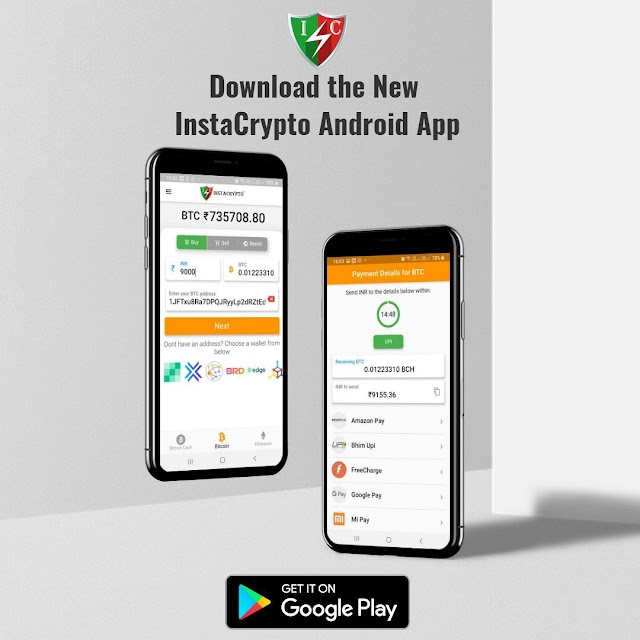 I C
Download the New
InstaCrypto Android App
INSTACRYPTO
BTC ₹735708.80
Buy
Sell
Remit
INR
₹ 9000
BTC
0.01223310
Enter your BTC address
1JFTxu8Ra7DPQJRyyLp2dRZtEd
Next
Dont have an address? Choose a wallet from
below
BRD
edge
Bitcoin Cash
Bitcoin
Ethereum
Payment Details for BTC
Send INR to the details below within:
14:48
UPI
Receiving BTC
0.01223310 BCH
INR to send
₹9155.36
Amazon Pay
Bhim Upi
FreeCharge
G Pay
Google Pay
Mi Pay
GET IT ON
Google Play